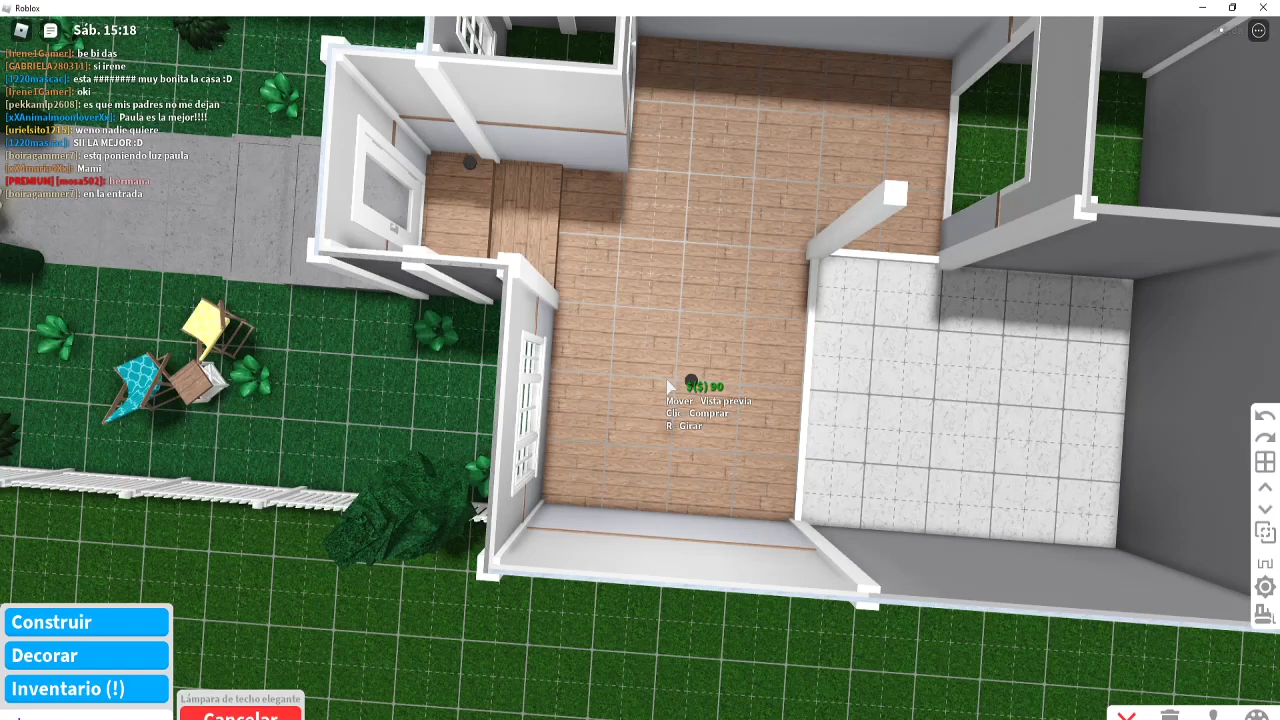 Roblox
Sáb. 15:18
[Irene1Gamer]: be bi das
[GABRIELA280311]: si irene
[1220mascac]: esta ######## muy bonita la casa :D
[Irene1Gamer]: oki
[pekkamlp2608]: es que mis padres no me dejan
[xXAnimalmoonloverXx]: Paula es la mejor!!!!
[urielsito1715]: weno nadie quiere
[1220mascac]: SII LA MEJOR :D
[boiragammer7]: estq poniendo luz paula
Mami
[PREMIUM] [mosa502]: hermana
[boiragammer7]: en la entrada
$($) 90
Mover - Vista previa
Clic - Comprar
R - Girar
Construir
Decorar
Inventario (!)
Lámpara de techo elegante
Cancelar